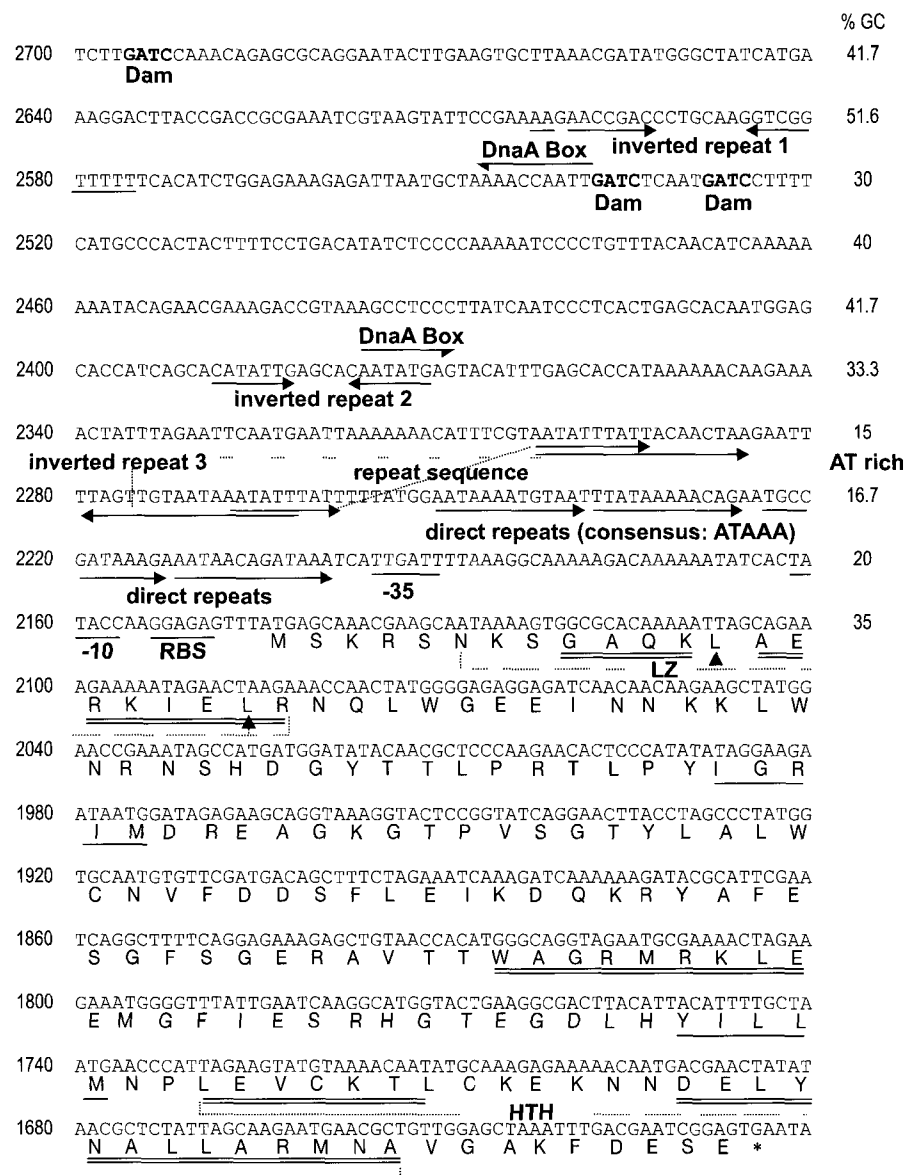 % GC
2700 TCTTGATCCAAACAGAGCGCAGGAATACTTGAAGTGCTTAAACGATATGGGCTATCATGA 41.7
Dam
2640 AAGGACTTACCGACCGCGAAATCGTAAGTATTCCGAAAAGAACCGACCCTGCAAGGTCGG 51.6
DnaA Box inverted repeat 1
2580 TTTTTTCACATCTGGAGAAAGAGATTAATGCTAAAACCAATTGATCTCAATGATCCTTTT 30
Dam Dam
2520 CATGCCCACTACTTTTCCTGACATATCTCCCCAAAAATCCCCTGTTTACAACATCAAAAA 40
2460 AAATACAGAACGAAAGACCGTAAAGCCTCCCTTATCAATCCCTCACTGAGCACAATGGAG 41.7
DnaA Box
2400 CACCATCAGCACATATTGAGCACAATATGAGTACATTTGAGCACCATAAAAAACAAGAAA 33.3
inverted repeat 2
2340 ACTATTTAGAATTCAATGAATTAAAAAAACATTTCGTAATATTTATTACAACTAAGAATT 15
inverted repeat 3 repeat sequence AT rich
2280 TTAGTTGTAATAAATATTTATTTTTATGGAATAAAATGTAATTTATAAAAACAGAATGCC 16.7
direct repeats (consensus: ATAAA)
2220 GATAAAGAAATAACAGATAAATCATTGATTTTAAAGGCAAAAAGACAAAAAATATCACTA 20
direct repeats -35
2160 TACCAAGGAGAGTTTATGAGCAAACGAAGCAATAAAAGTGGCGCACAAAAATTAGCAGAA 35
-10 RBS M S K R S N K S G A Q K L A E
LZ
2100 AGAAAAATAGAACTAAGAAACCAACTATGGGGAGAGGAGATCAACAACAAGAAGCTATGG
R K I E L R N Q L W G E E I N N K K L W
2040 AACCGAAATAGCCATGATGGATATACAACGCTCCCAAGAACACTCCCATATATAGGAAGA
N R N S H D G Y T T L P R T L P Y I G R
1980 ATAATGGATAGAGAAGCAGGTAAAGGTACTCCGGTATCAGGAACTTACCTAGCCCTATGG
I M D R E A G K G T P V S G T Y L A L W
1920 TGCAATGTGTTCGATGACAGCTTTCTAGAAATCAAAGATCAAAAAAGATACGCATTCGAA
C N V F D D S F L E I K D Q K R Y A F E
1860 TCAGGCTTTTCAGGAGAAAGAGCTGTAACCACATGGGCAGGTAGAATGCGAAAACTAGAA
S G F S G E R A V T T W A G R M R K L E
1800 GAAATGGGGTTTATTGAATCAAGGCATGGTACTGAAGGCGACTTACATTACATTTTGCTA
E M G F I E S R H G T E G D L H Y I L L
1740 ATGAACCCATTAGAAGTATGTAAAACAATATGCAAAGAGAAAAACAATGACGAACTATAT
M N P L E V C K T L C K E K N N D E L Y
HTH
1680 AACGCTCTATTAGCAAGAATGAACGCTGTTGGAGCTAAATTTGACGAATCGGAGTGAATA
N A L L A R M N A V G A K F D E S E *